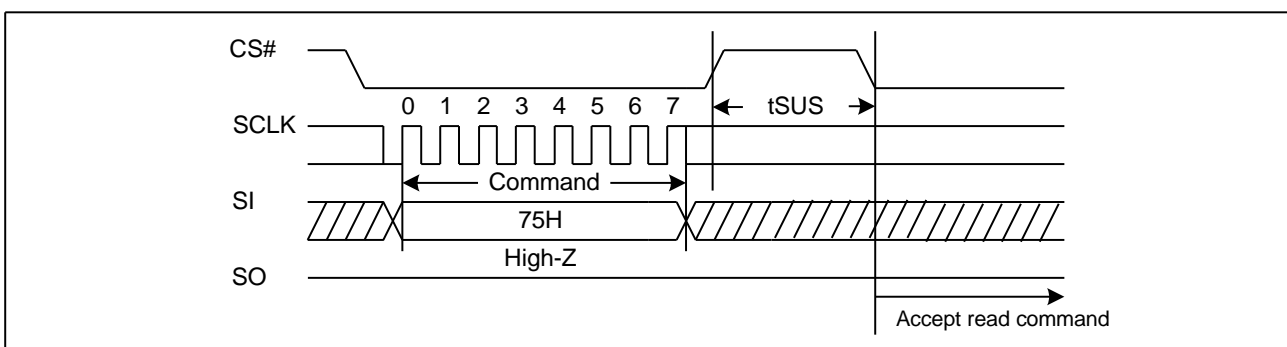 CS#
0 1 2 3 4 5 6 7
tSUS
SCLK
Command
SI
75H
High-Z
SO
Accept read command